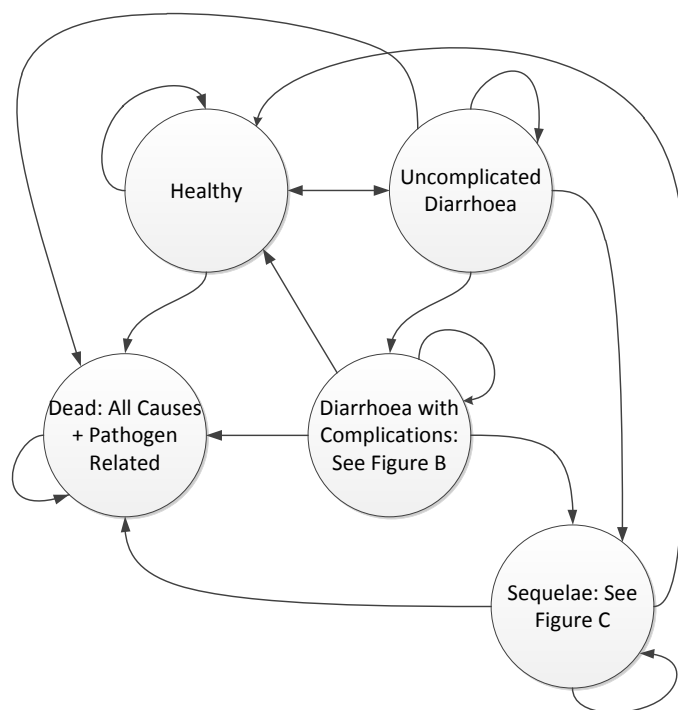 Healthy
Uncomplicated
Diarrhoea
Dead: All Causes
+ Pathogen
Related
Diarrhoea with
Complications:
See Figure B
Sequelae: See
Figure C